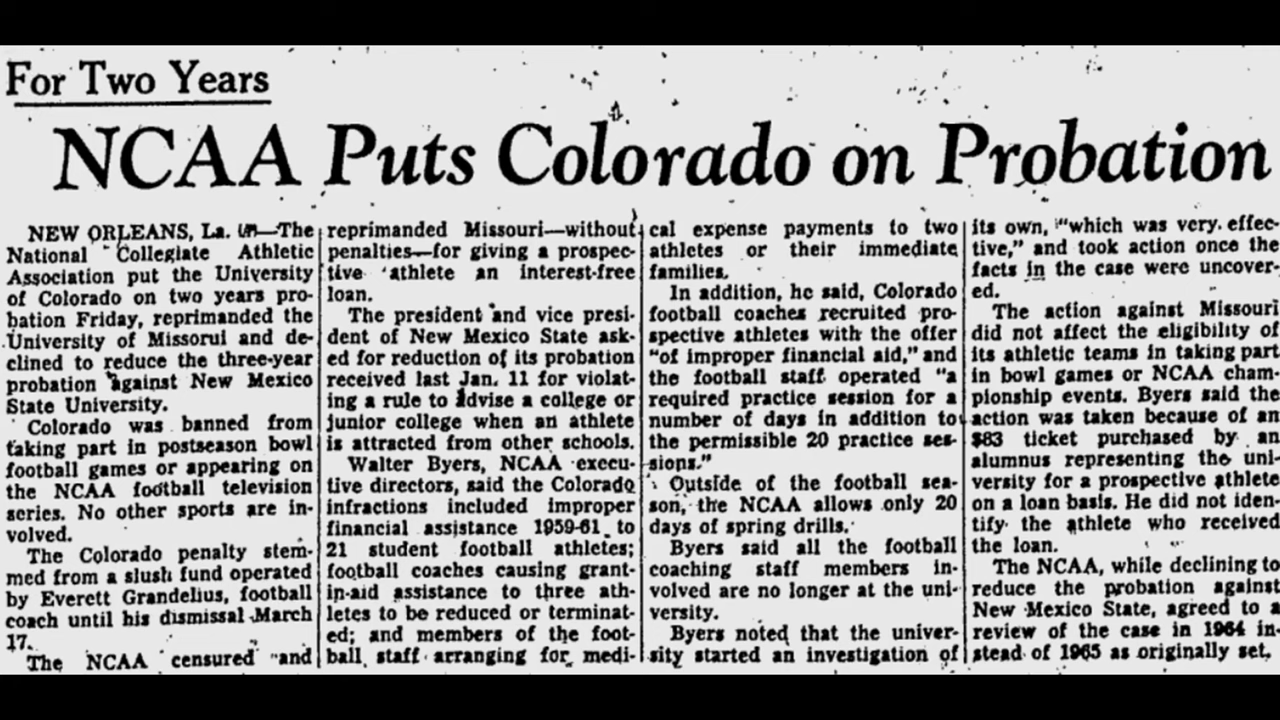 For Two Years
NCAA Puts Colorado on Probation
NEW ORLEANS, La. (AP)—The
National Collegiate Athletic
Association put the University
of Colorado on two years pro-
bation Friday, reprimanded the
University of Missorui and de-
clined to reduce the three-year
probation against New Mexico
State University.
Colorado was banned from
taking part in postseason bowl
football games or appearing on
the NCAA football television
series. No other sports are in-
volved.
The Colorado penalty stem-
med from a slush fund operated
by Everett Grandelius, football
coach until his dismissal March
17.
The NCAA censured and
reprimanded Missouri—without
penalties—for giving a prospec-
tive athlete an interest-free
loan.
The president and vice presi-
dent of New Mexico State ask-
ed for reduction of its probation
received last Jan. 11 for violat-
ing a rule to advise a college or
junior college when an athlete
is attracted from other schools.
Walter Byers, NCAA execu-
tive directors, said the Colorado
infractions included improper
financial assistance 1959-61 to
21 student football athletes;
football coaches causing grant-
in-aid assistance to three ath-
letes to be reduced or terminat-
ed; and members of the foot-
ball staff arranging for medi-
cal expense payments to two
athletes or their immediate
families.
In addition, he said, Colorado
football coaches recruited pro-
spective athletes with the offer
"of improper financial aid," and
the football staff operated "a
required practice session for a
number of days in addition to
the permissible 20 practice ses-
sions."
Outside of the football sea-
son, the NCAA allows only 20
days of spring drills.
Byers said all the football
coaching staff members in-
volved are no longer at the uni-
versity.
Byers noted that the univer-
sity started an investigation of
its own, "which was very effec-
tive," and took action once the
facts in the case were uncover-
ed.
The action against Missouri
did not affect the eligibility of
its athletic teams in taking part
in bowl games or NCAA cham-
pionship events. Byers said the
action was taken because of an
$83 ticket purchased by an
alumnus representing the uni-
versity for a prospective athlete
on a loan basis. He did not iden-
tify the athlete who received
the loan.
The NCAA, while declining to
reduce the probation against
New Mexico State, agreed to a
review of the case in 1964 in-
stead of 1965 as originally set.